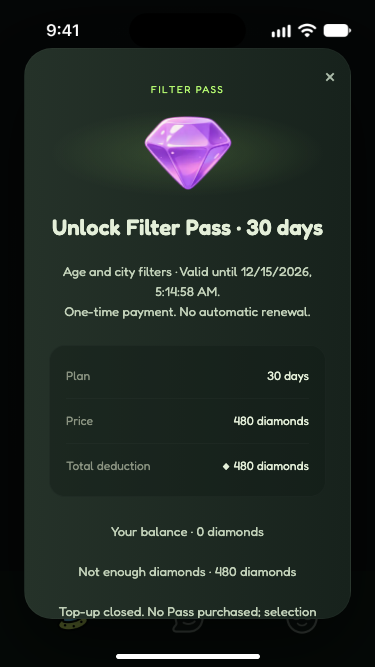 9:41
×
FILTER PASS
Unlock Filter Pass · 30 days
Age and city filters · Valid until 12/15/2026,
5:14:58 AM.
One-time payment. No automatic renewal.
Plan 30 days
Price 480 diamonds
Total deduction ◆ 480 diamonds
Your balance · 0 diamonds
Not enough diamonds · 480 diamonds
Top-up closed. No Pass purchased; selection